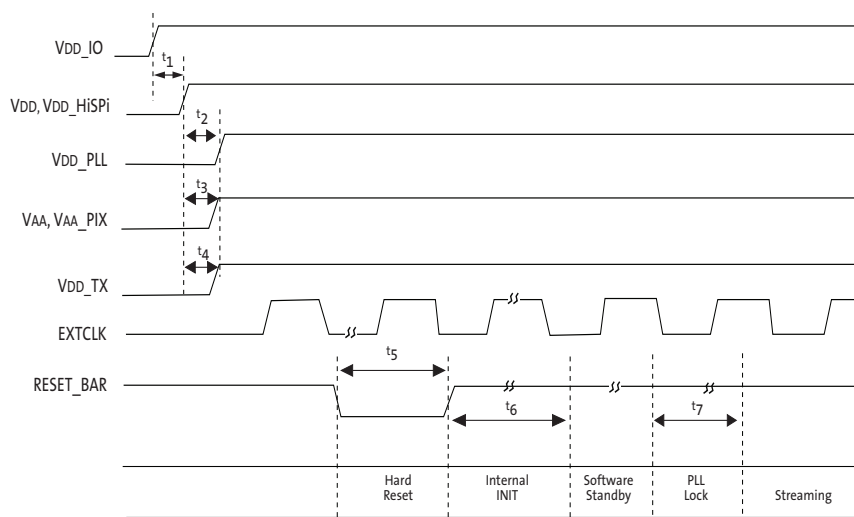 VDD_IO
t1
VDD, VDD_HiSPi
t2
VDD_PLL
t3
VAA, VAA_PIX
t4
VDD_TX
EXTCLK
t5
RESET_BAR
t6
t7
Hard
Reset
Internal
INIT
Software
Standby
PLL
Lock
Streaming